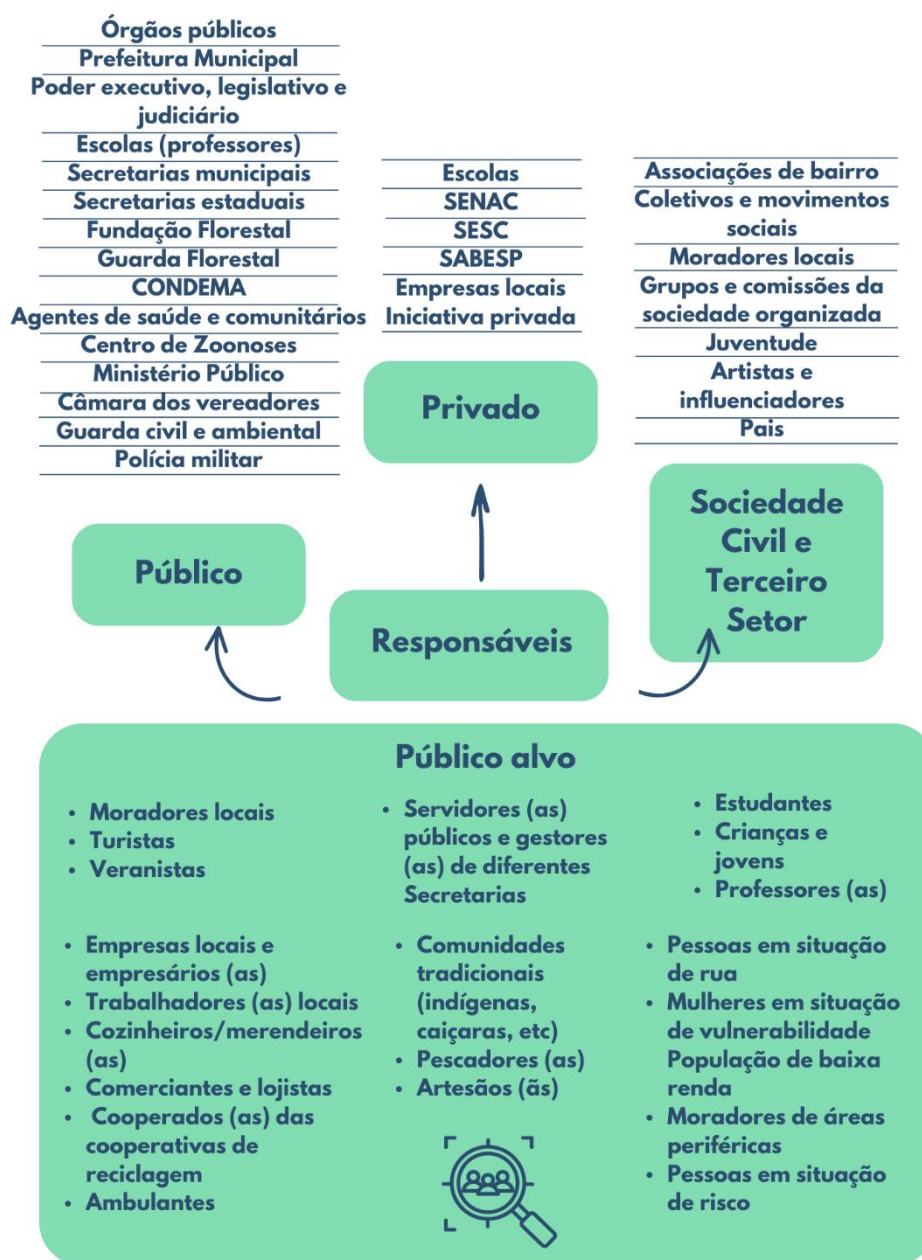 Órgãos públicos
Prefeitura Municipal
Poder executivo, legislativo e
judiciário
Escolas (professores)
Secretarias municipais
Secretarias estaduais
Fundação Florestal
Guarda Florestal
CONDEMA
Agentes de saúde e comunitários
Centro de Zoonoses
Ministério Público
Câmara dos vereadores
Guarda civil e ambiental
Polícia militar
Público
Escolas
SENAC
SESC
SABESP
Empresas locais
Iniciativa privada
Privado
Associações de bairro
Coletivos e movimentos
sociais
Moradores locais
Grupos e comissões da
sociedade organizada
Juventude
Artistas e
influenciadores
Pais
Sociedade
Civil e
Terceiro
Setor
Responsáveis
Público alvo
• Moradores locais
• Turistas
• Veranistas
• Servidores (as)
públicos e gestores
(as) de diferentes
Secretarias
• Estudantes
• Crianças e
jovens
• Professores (as)
• Empresas locais e
empresários (as)
• Trabalhadores (as) locais
• Cozinheiros/merendeiros
(as)
• Comerciantes e lojistas
• Cooperados (as) das
cooperativas de
reciclagem
• Ambulantes
• Comunidades
tradicionais
(indígenas,
caiçaras, etc)
• Pescadores (as)
• Artesãos (ãs)
• Pessoas em situação
de rua
• Mulheres em situação
de vulnerabilidade
População de baixa
renda
• Moradores de áreas
periféricas
• Pessoas em situação
de risco